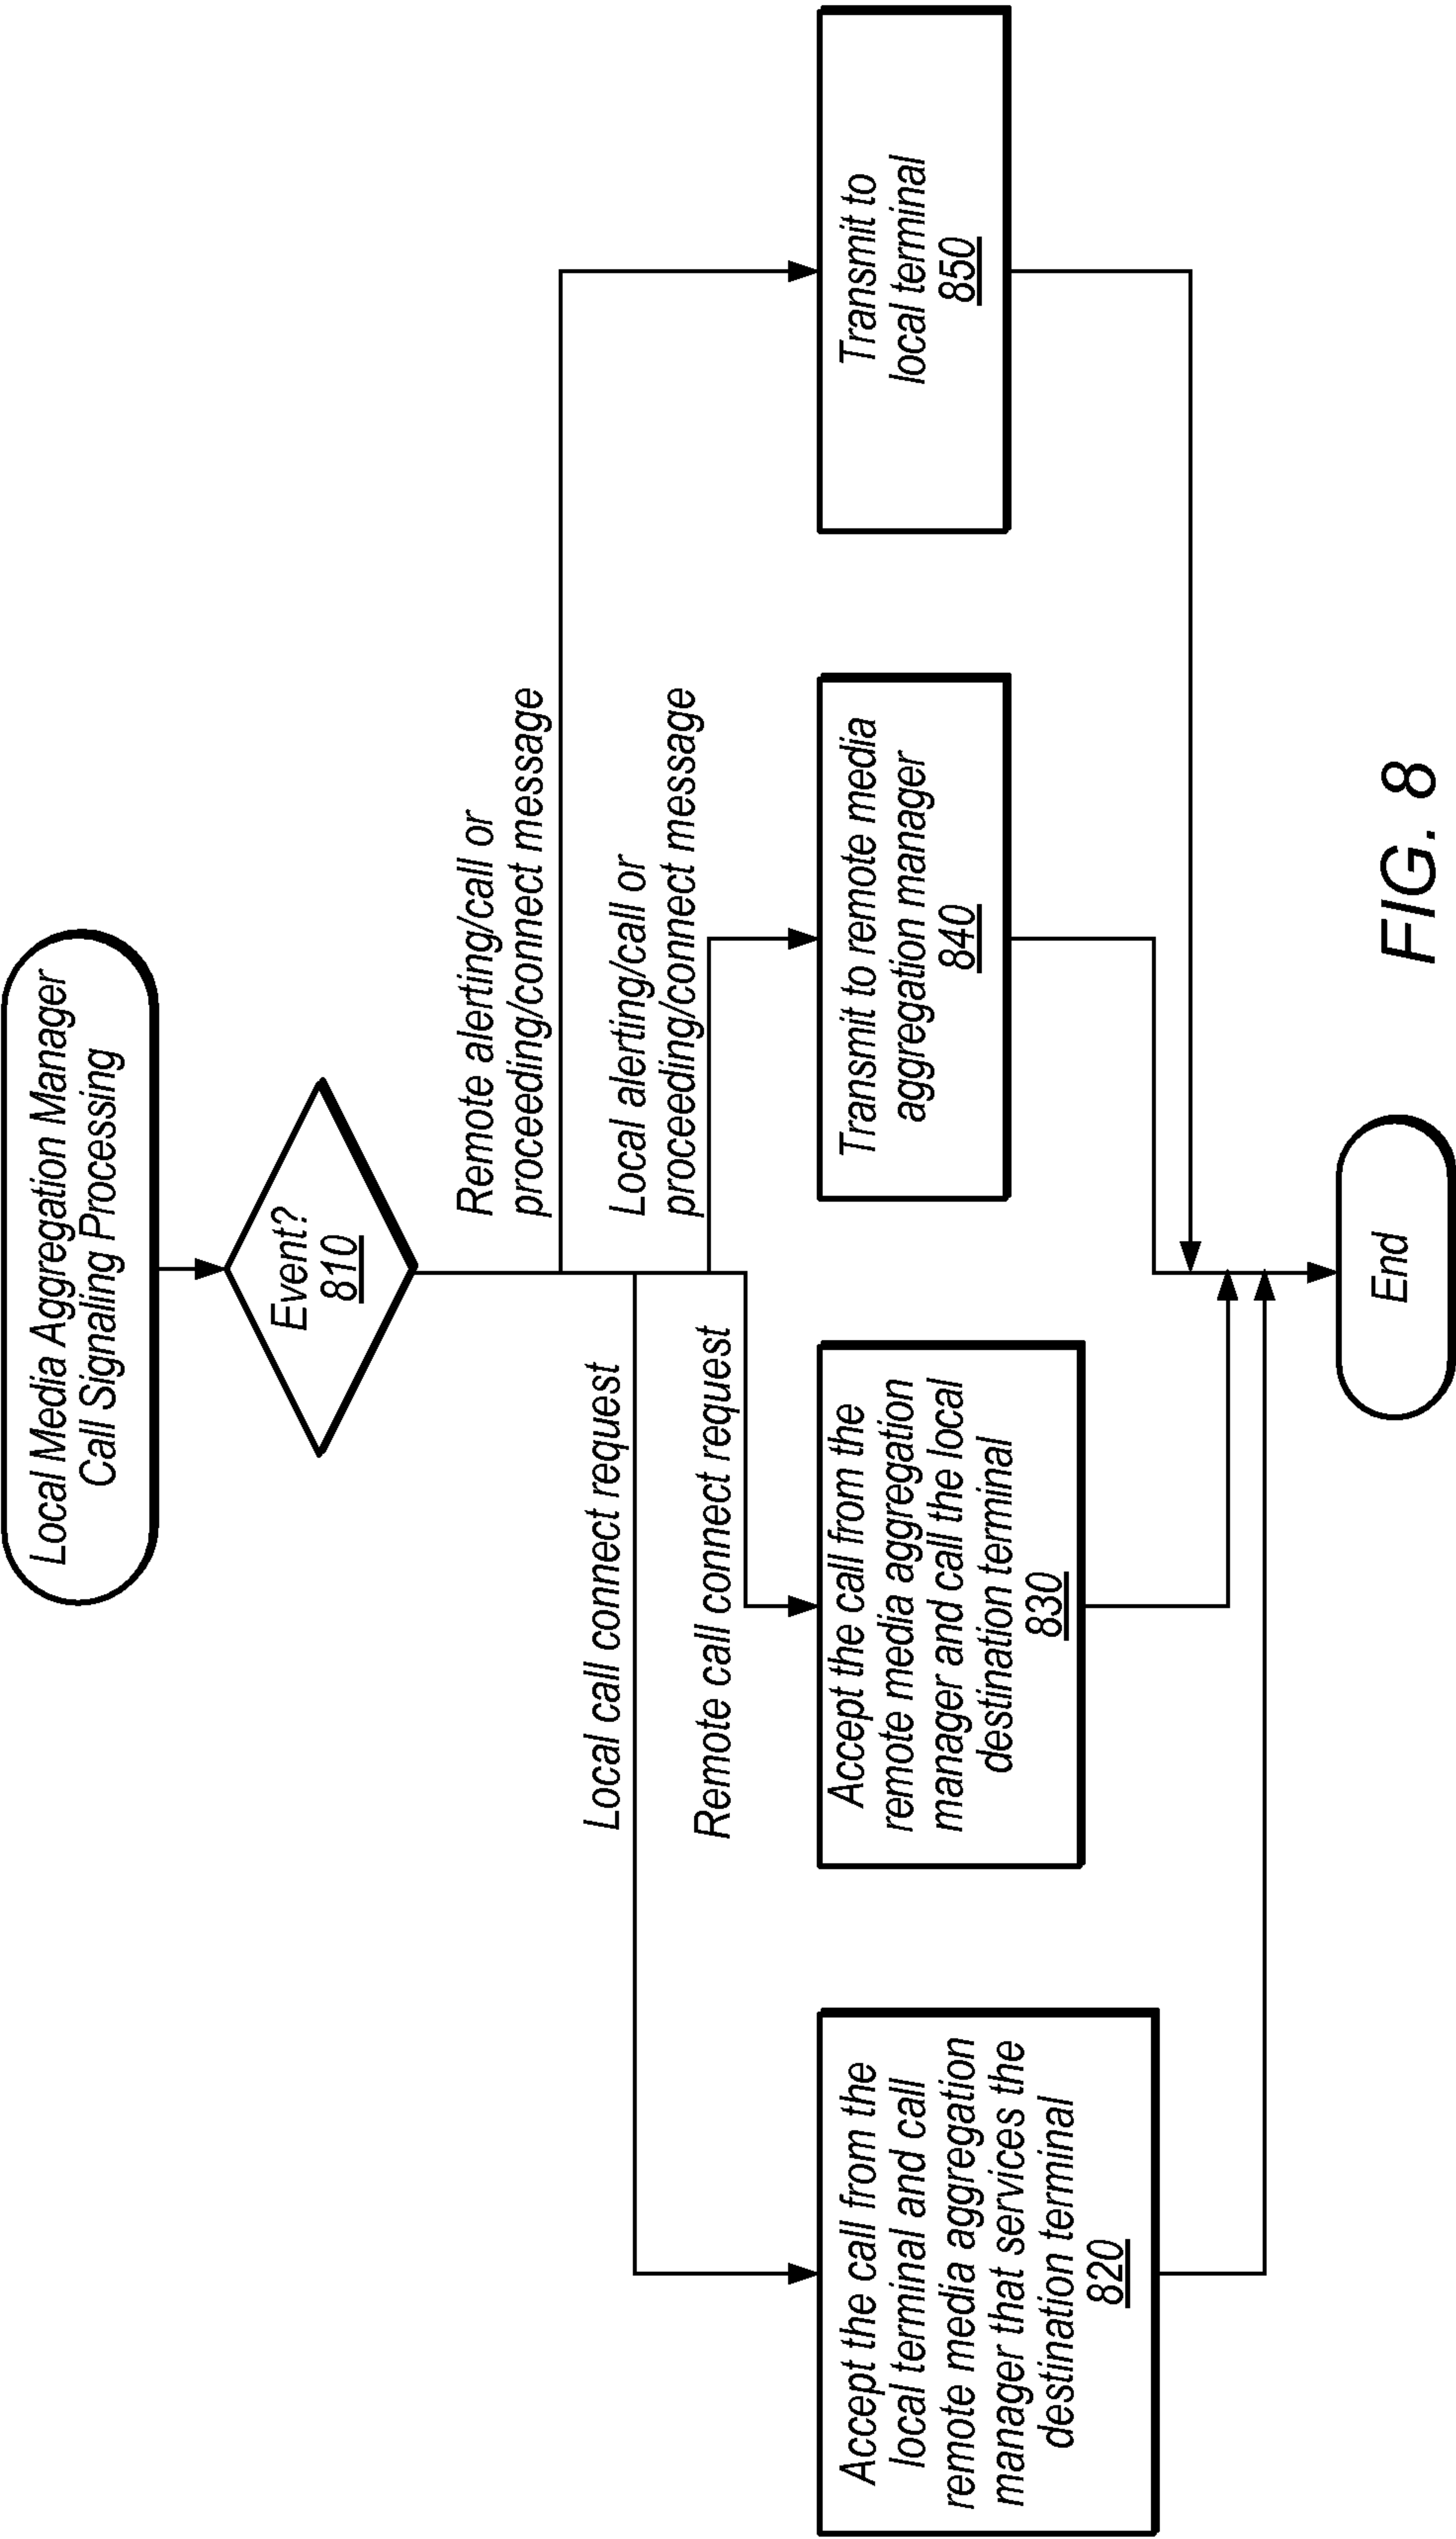 Local Media Aggregation Manager
Call Signaling Processing
Event?
810
Remote alerting/call or
proceeding/connect message
Local call connect request
Local alerting/call or
proceeding/connect message
Remote call connect request
Accept the call from the
local terminal and call
remote media aggregation
manager that services the
destination terminal
820
Accept the call from the
remote media aggregation
manager and call the local
destination terminal
830
Transmit to remote media
aggregation manager
840
Transmit to
local terminal
850
End
FIG. 8